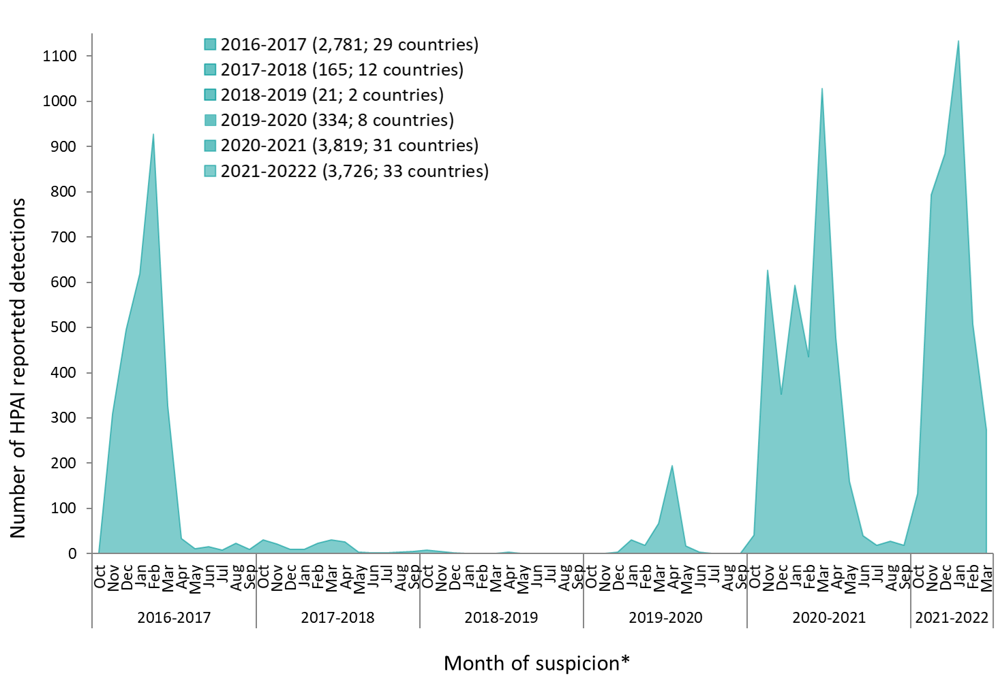 2016-2017 (2,781; 29 countries)
2017-2018 (165; 12 countries)
2018-2019 (21; 2 countries)
2019-2020 (334; 8 countries)
2020-2021 (3,819; 31 countries)
2021-20222 (3,726; 33 countries)
Number of HPAI reportetd detections
1100
1000
900
800
700
600
500
400
300
200
100
0
Oct Nov Dec Jan Feb Mar Apr May Jun Jul Aug Sep Oct Nov Dec Jan Feb Mar Apr May Jun Jul Aug Sep Oct Nov Dec Jan Feb Mar Apr May Jun Jul Aug Sep Oct Nov Dec Jan Feb Mar Apr May Jun Jul Aug Sep Oct Nov Dec Jan Feb Mar Apr May Jun Jul Aug Sep Oct Nov Dec Jan Feb Mar
2016-2017 2017-2018 2018-2019 2019-2020 2020-2021 2021-2022
Month of suspicion*